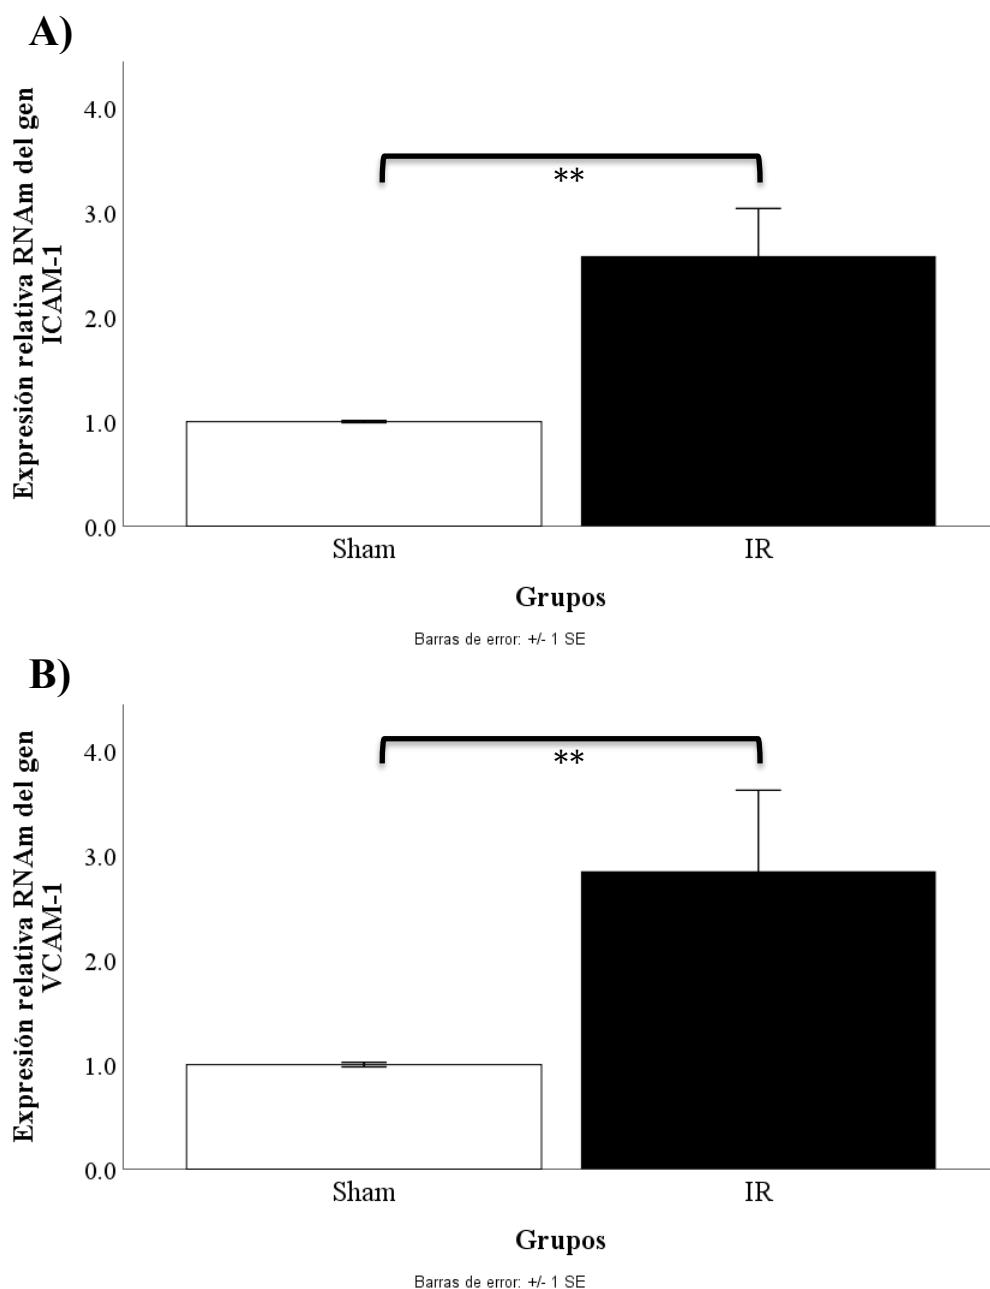 A)
Expresión relativa RNAm del gen
ICAM-1
4.0
3.0
2.0
1.0
0.0
**
Sham
IR
Grupos
Barras de error: +/- 1 SE
B)
Expresión relativa RNAm del gen
VCAM-1
4.0
3.0
2.0
1.0
0.0
**
Sham
IR
Grupos
Barras de error: +/- 1 SE